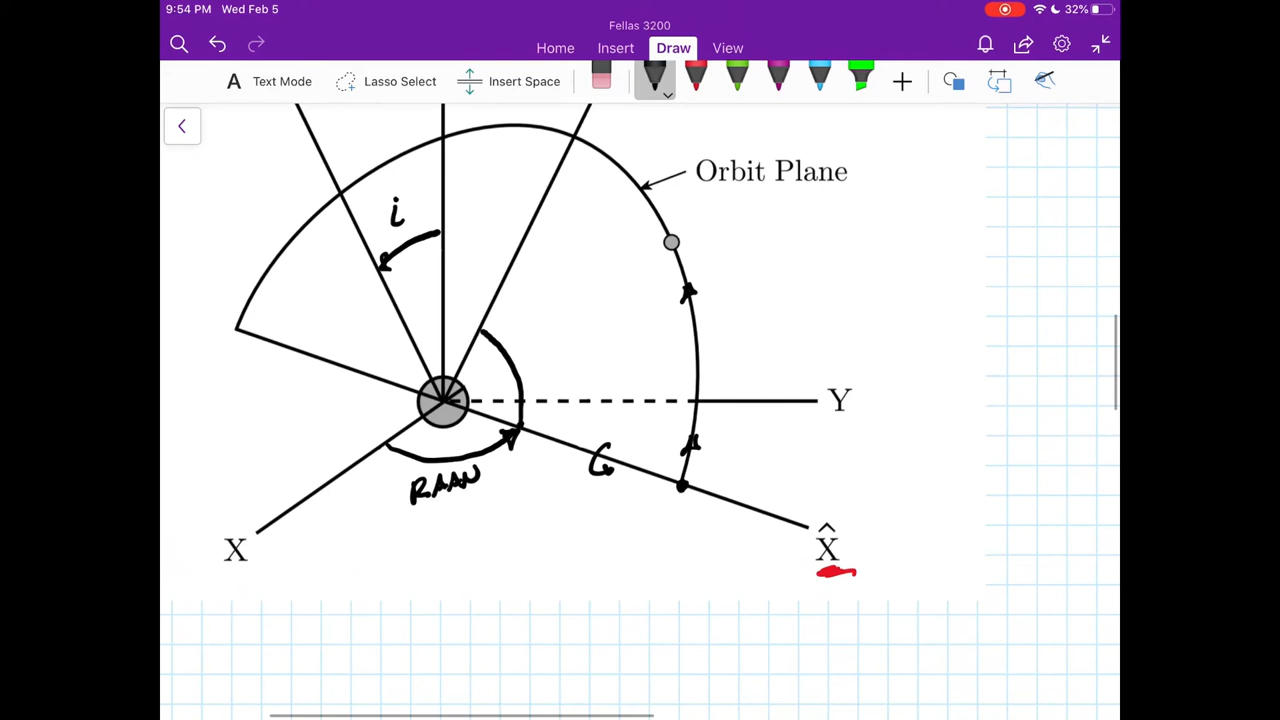 9:54 PM Wed Feb 5
32%
Fellas 3200
Home Insert Draw View
A Text Mode Lasso Select Insert Space
Orbit Plane
i
Y
RAAN
X
X̂